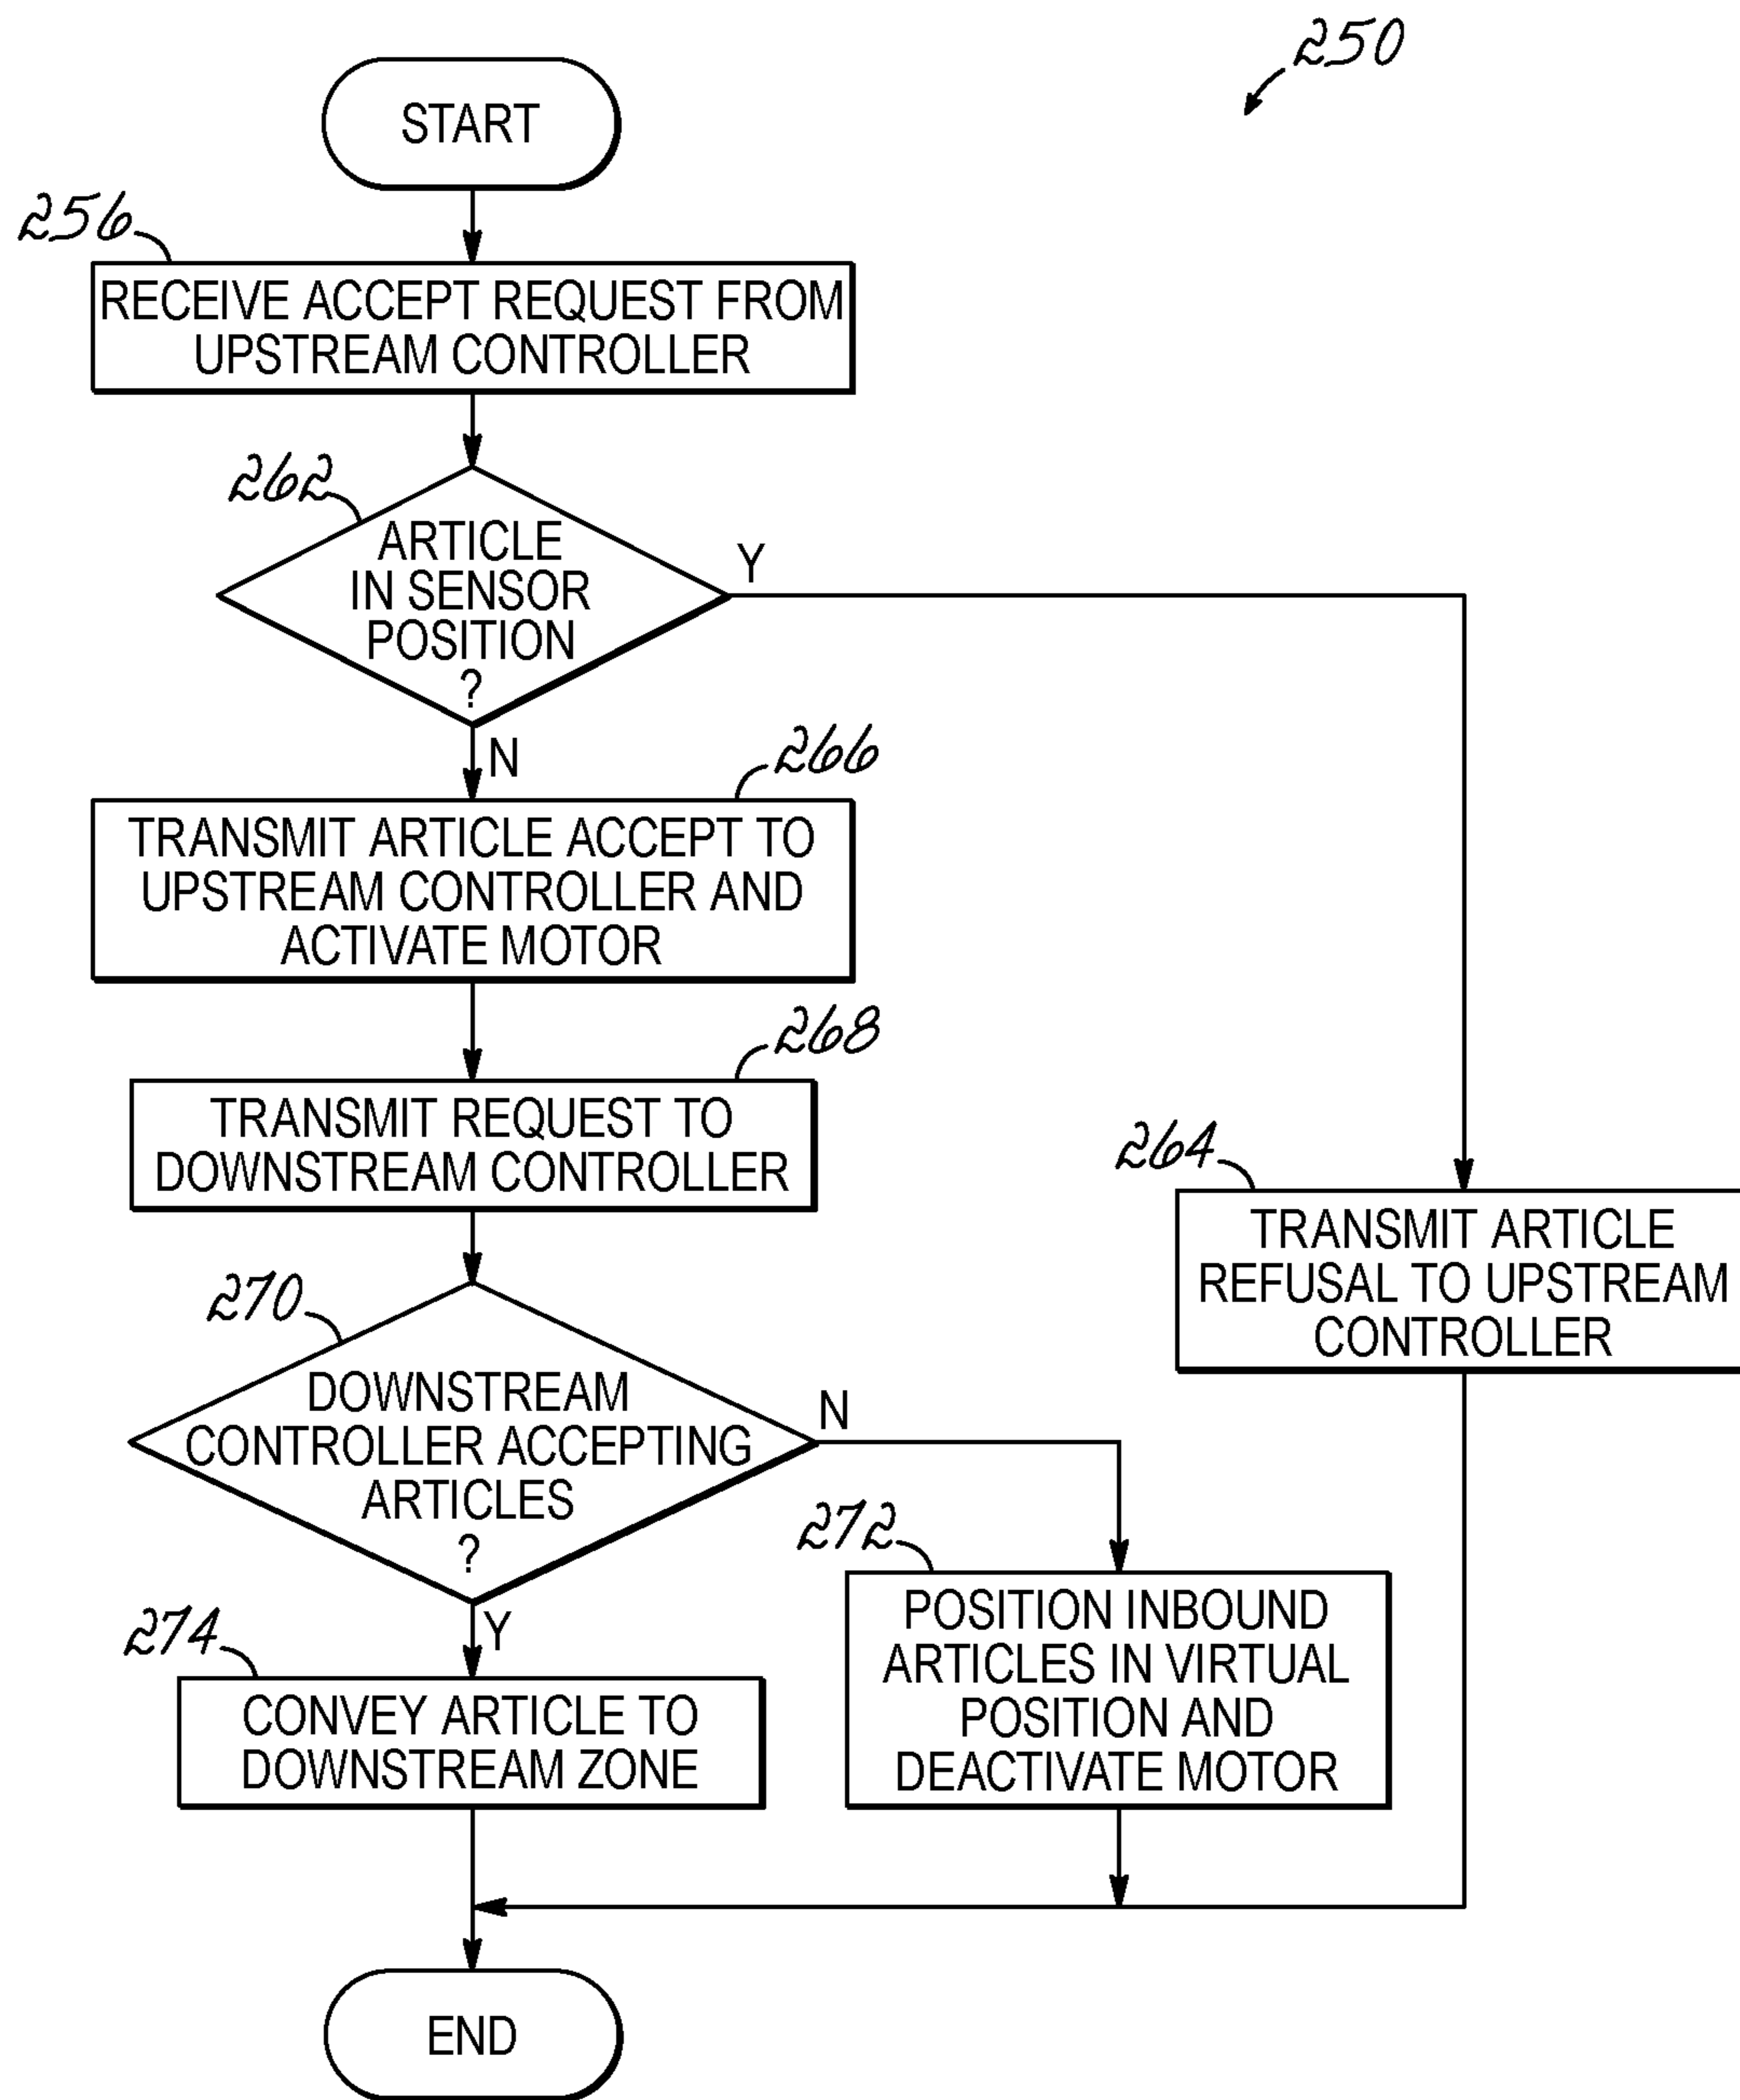 250
START
256
RECEIVE ACCEPT REQUEST FROM
UPSTREAM CONTROLLER
262
ARTICLE
IN SENSOR
POSITION
?
Y
N
266
TRANSMIT ARTICLE ACCEPT TO
UPSTREAM CONTROLLER AND
ACTIVATE MOTOR
268
TRANSMIT REQUEST TO
DOWNSTREAM CONTROLLER
264
TRANSMIT ARTICLE
REFUSAL TO UPSTREAM
CONTROLLER
270
DOWNSTREAM
CONTROLLER ACCEPTING
ARTICLES
?
N
Y
272
POSITION INBOUND
ARTICLES IN VIRTUAL
POSITION AND
DEACTIVATE MOTOR
274
CONVEY ARTICLE TO
DOWNSTREAM ZONE
END